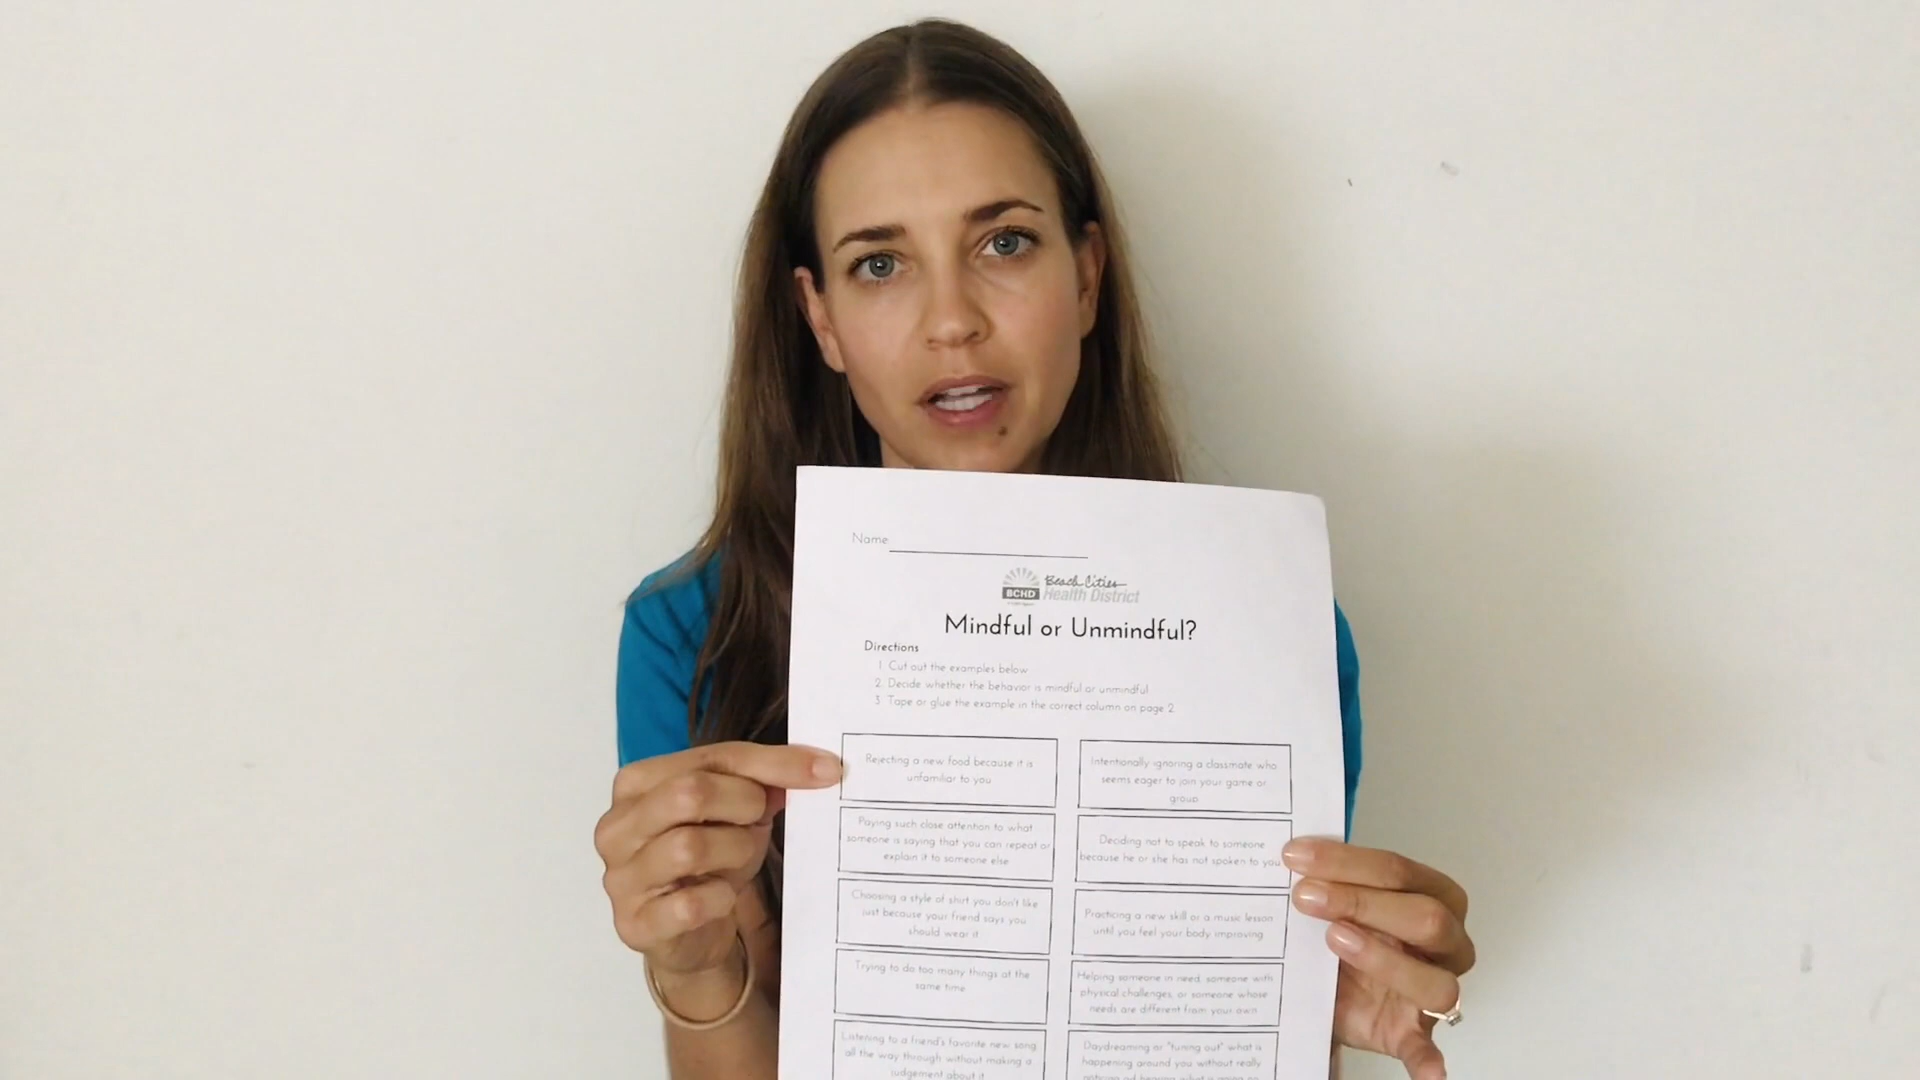 Name
BCHD
Beach Cities
Health District
Mindful or Unmindful?
Directions
1. Cut out the examples below
2. Decide whether the behavior is mindful or unmindful
3. Tape or glue the example in the correct column on page 2
Rejecting a new food because it is
unfamiliar to you
Intentionally ignoring a classmate who
seems eager to join your game or
group
Paying such close attention to what
someone is saying that you can repeat or
explain it to someone else
Deciding not to speak to someone
because he or she has not spoken to you
Choosing a style of shirt you don't like
just because your friend says you
should wear it
Practicing a new skill or a music lesson
until you feel your body improving
Trying to do too many things at the
same time
Helping someone in need, someone with
physical challenges, or someone whose
needs are different from your own
Listening to a friend's favorite new song
all the way through without making a
judgement about it
Daydreaming or "tuning out" what is
happening around you without really